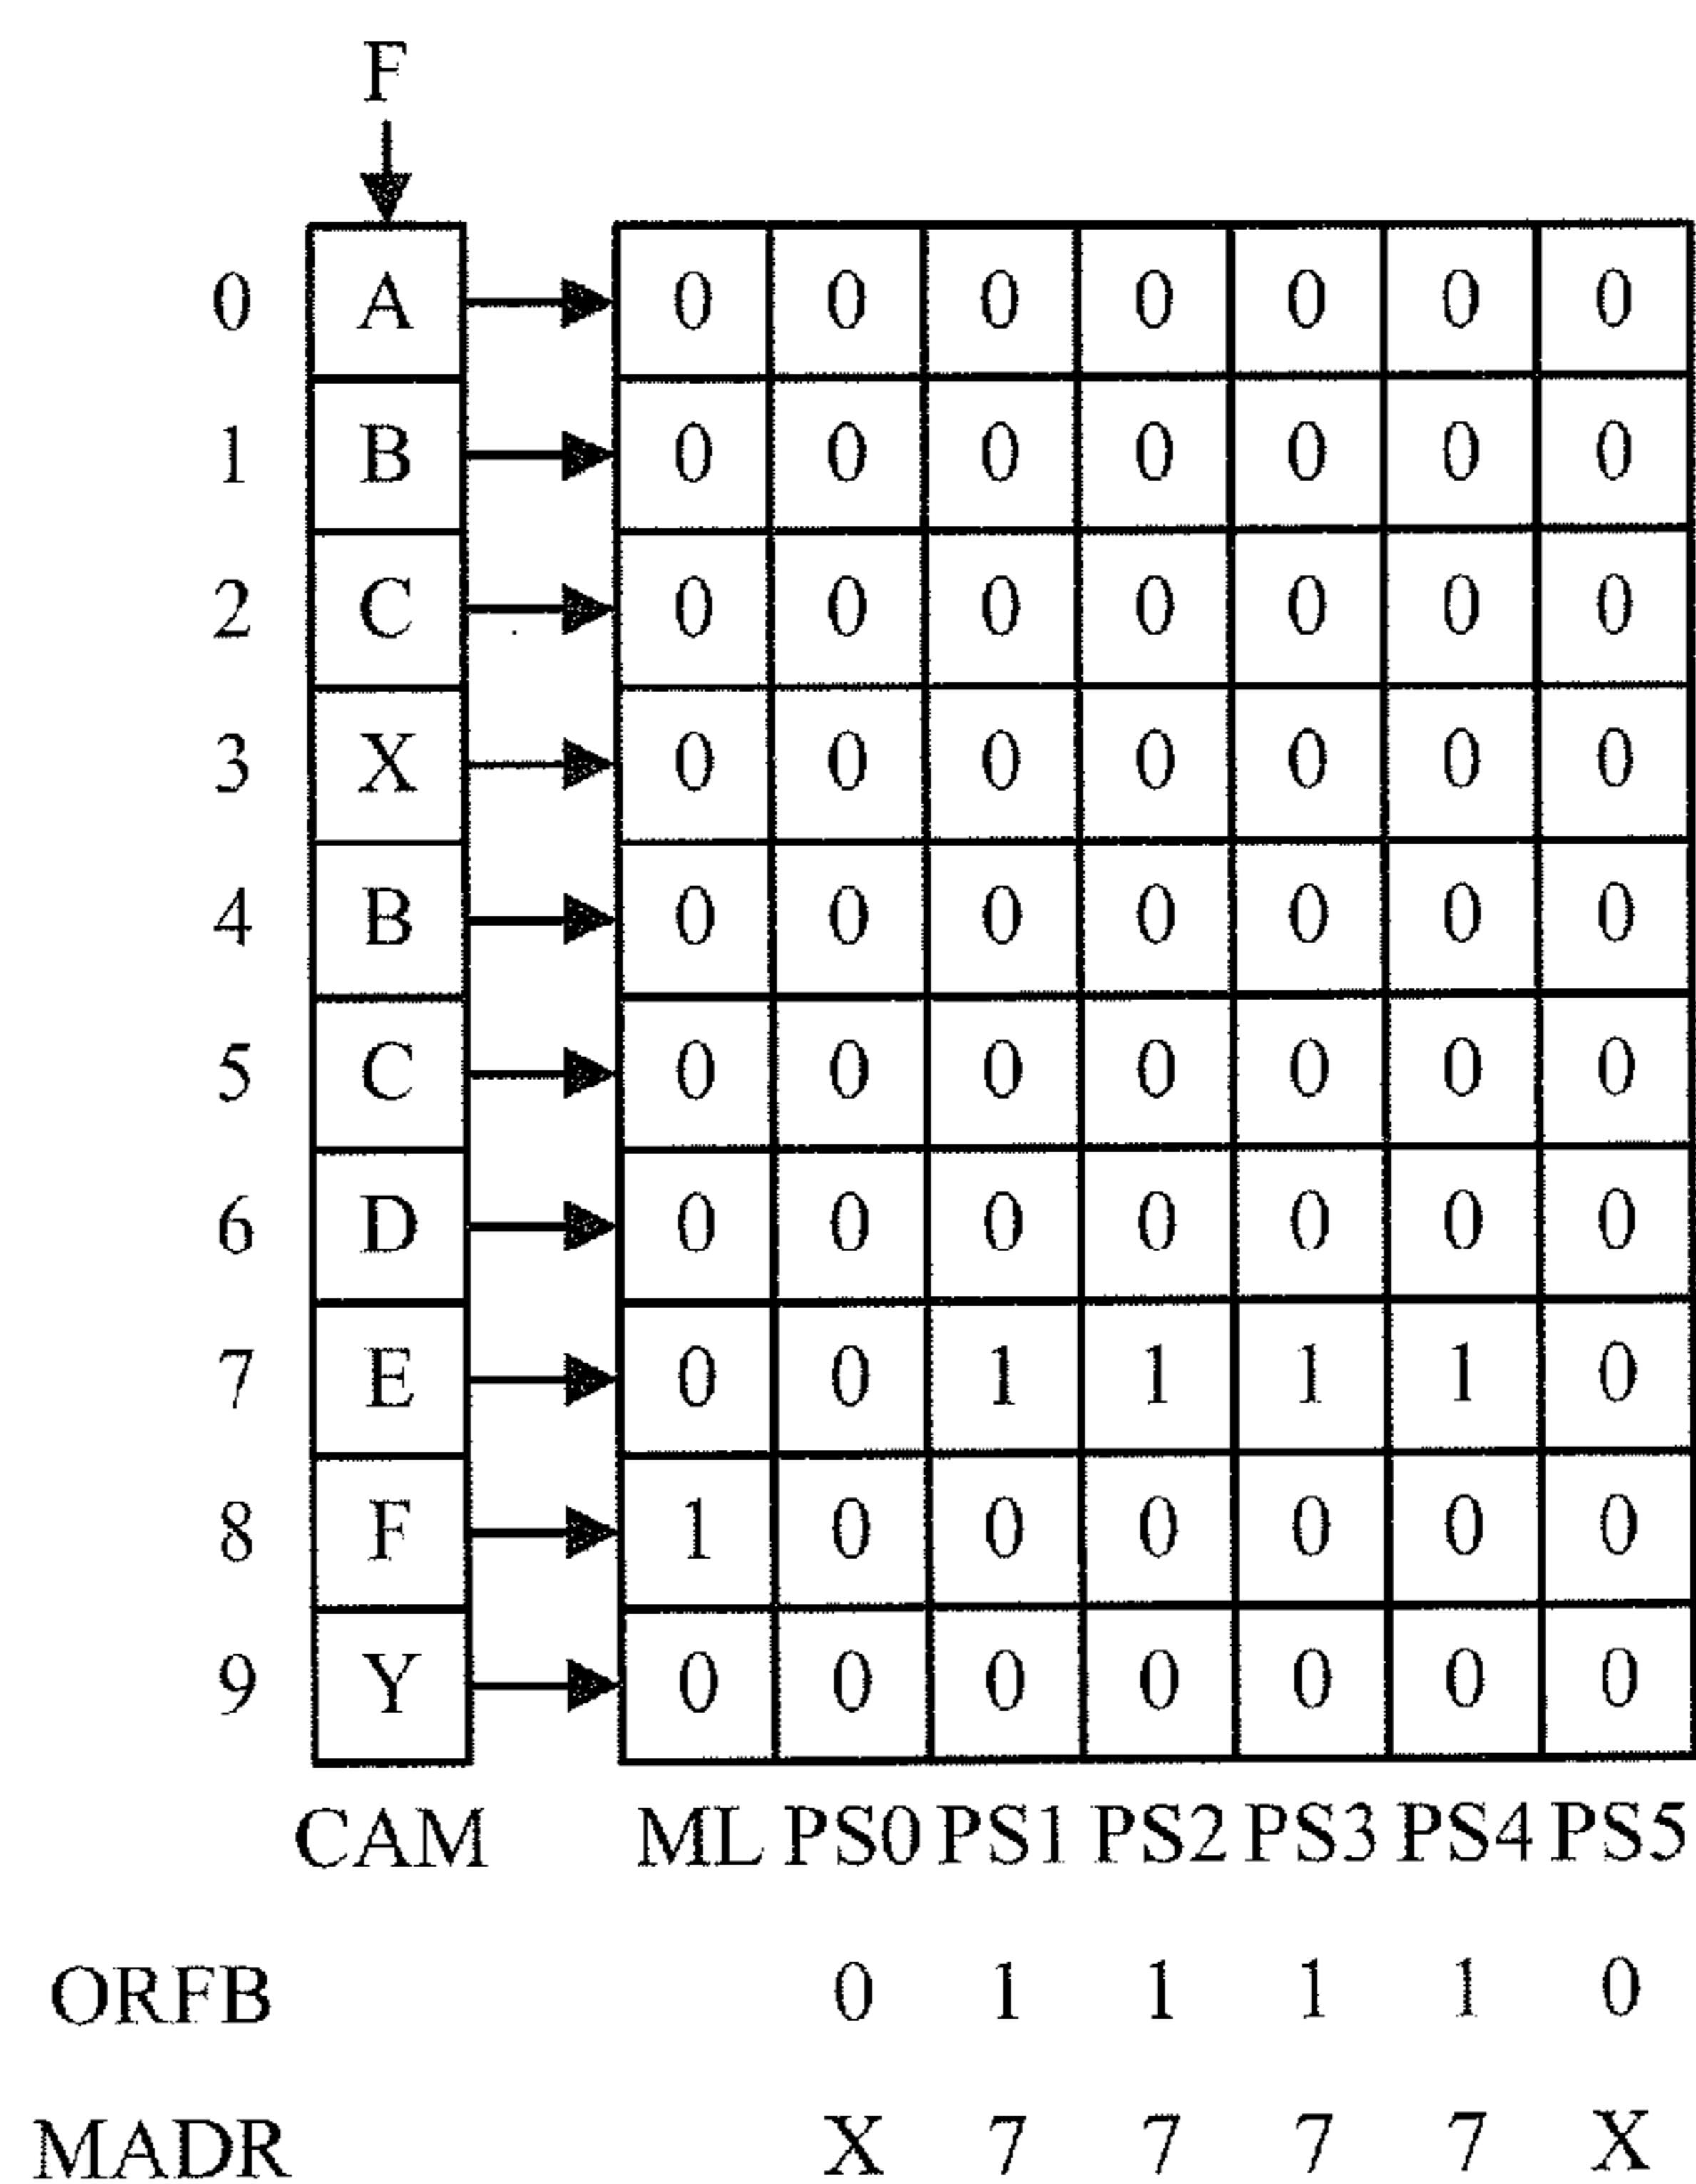 F
0 A 0 0 0 0 0 0 0
1 B 0 0 0 0 0 0 0
2 C 0 0 0 0 0 0 0
3 X 0 0 0 0 0 0 0
4 B 0 0 0 0 0 0 0
5 C 0 0 0 0 0 0 0
6 D 0 0 0 0 0 0 0
7 E 0 0 1 1 1 1 0
8 F 1 0 0 0 0 0 0
9 Y 0 0 0 0 0 0 0
CAM ML PS0 PS1 PS2 PS3 PS4 PS5
ORFB 0 1 1 1 1 0
MADR X 7 7 7 7 X